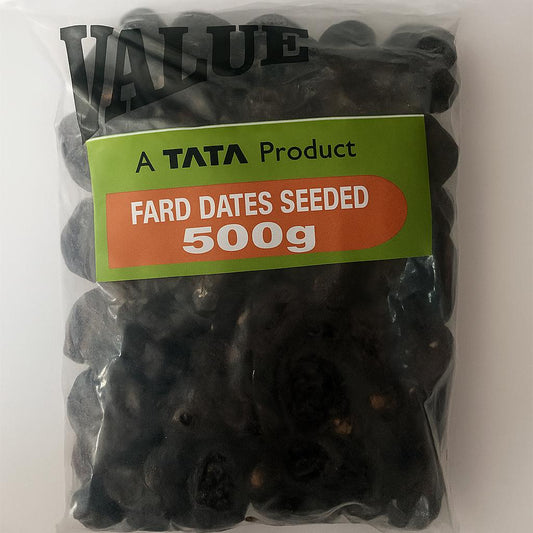 VALUE
A TATA Product
FARD DATES SEEDED
500g